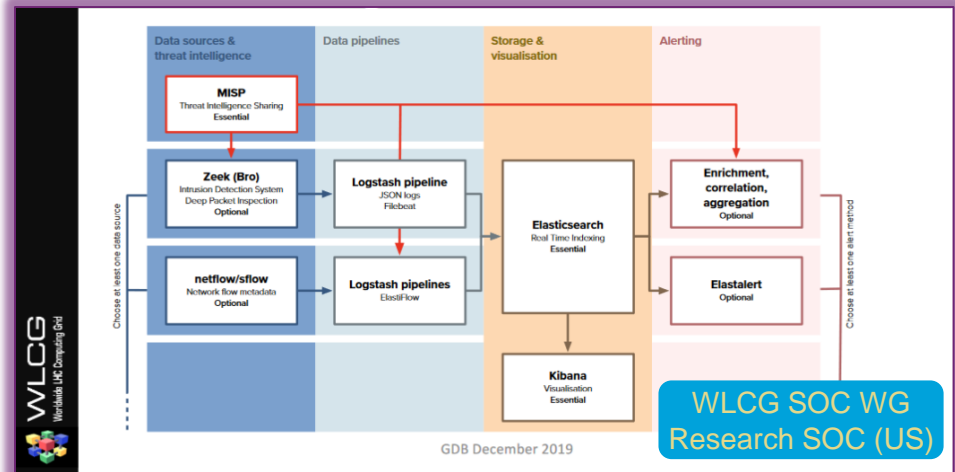 Data sources &
threat intelligence
Data pipelines
Storage &
visualisation
Alerting
MISP
Threat Intelligence Sharing
Essential
Zeek (Bro)
Intrusion Detection System
Deep Packet Inspection
Optional
Logstash pipeline
JSON logs
Filebeat
Elasticsearch
Real Time Indexing
Essential
Enrichment,
correlation,
aggregation
Optional
netflow/sflow
Network flow metadata
Optional
Logstash pipelines
ElastiFlow
Elastalert
Optional
Kibana
Visualisation
Essential
Choose at least one data source
Choose at least one alert method
WLCG
Worldwide LHC Computing Grid
GDB December 2019
WLCG SOC WG
Research SOC (US)